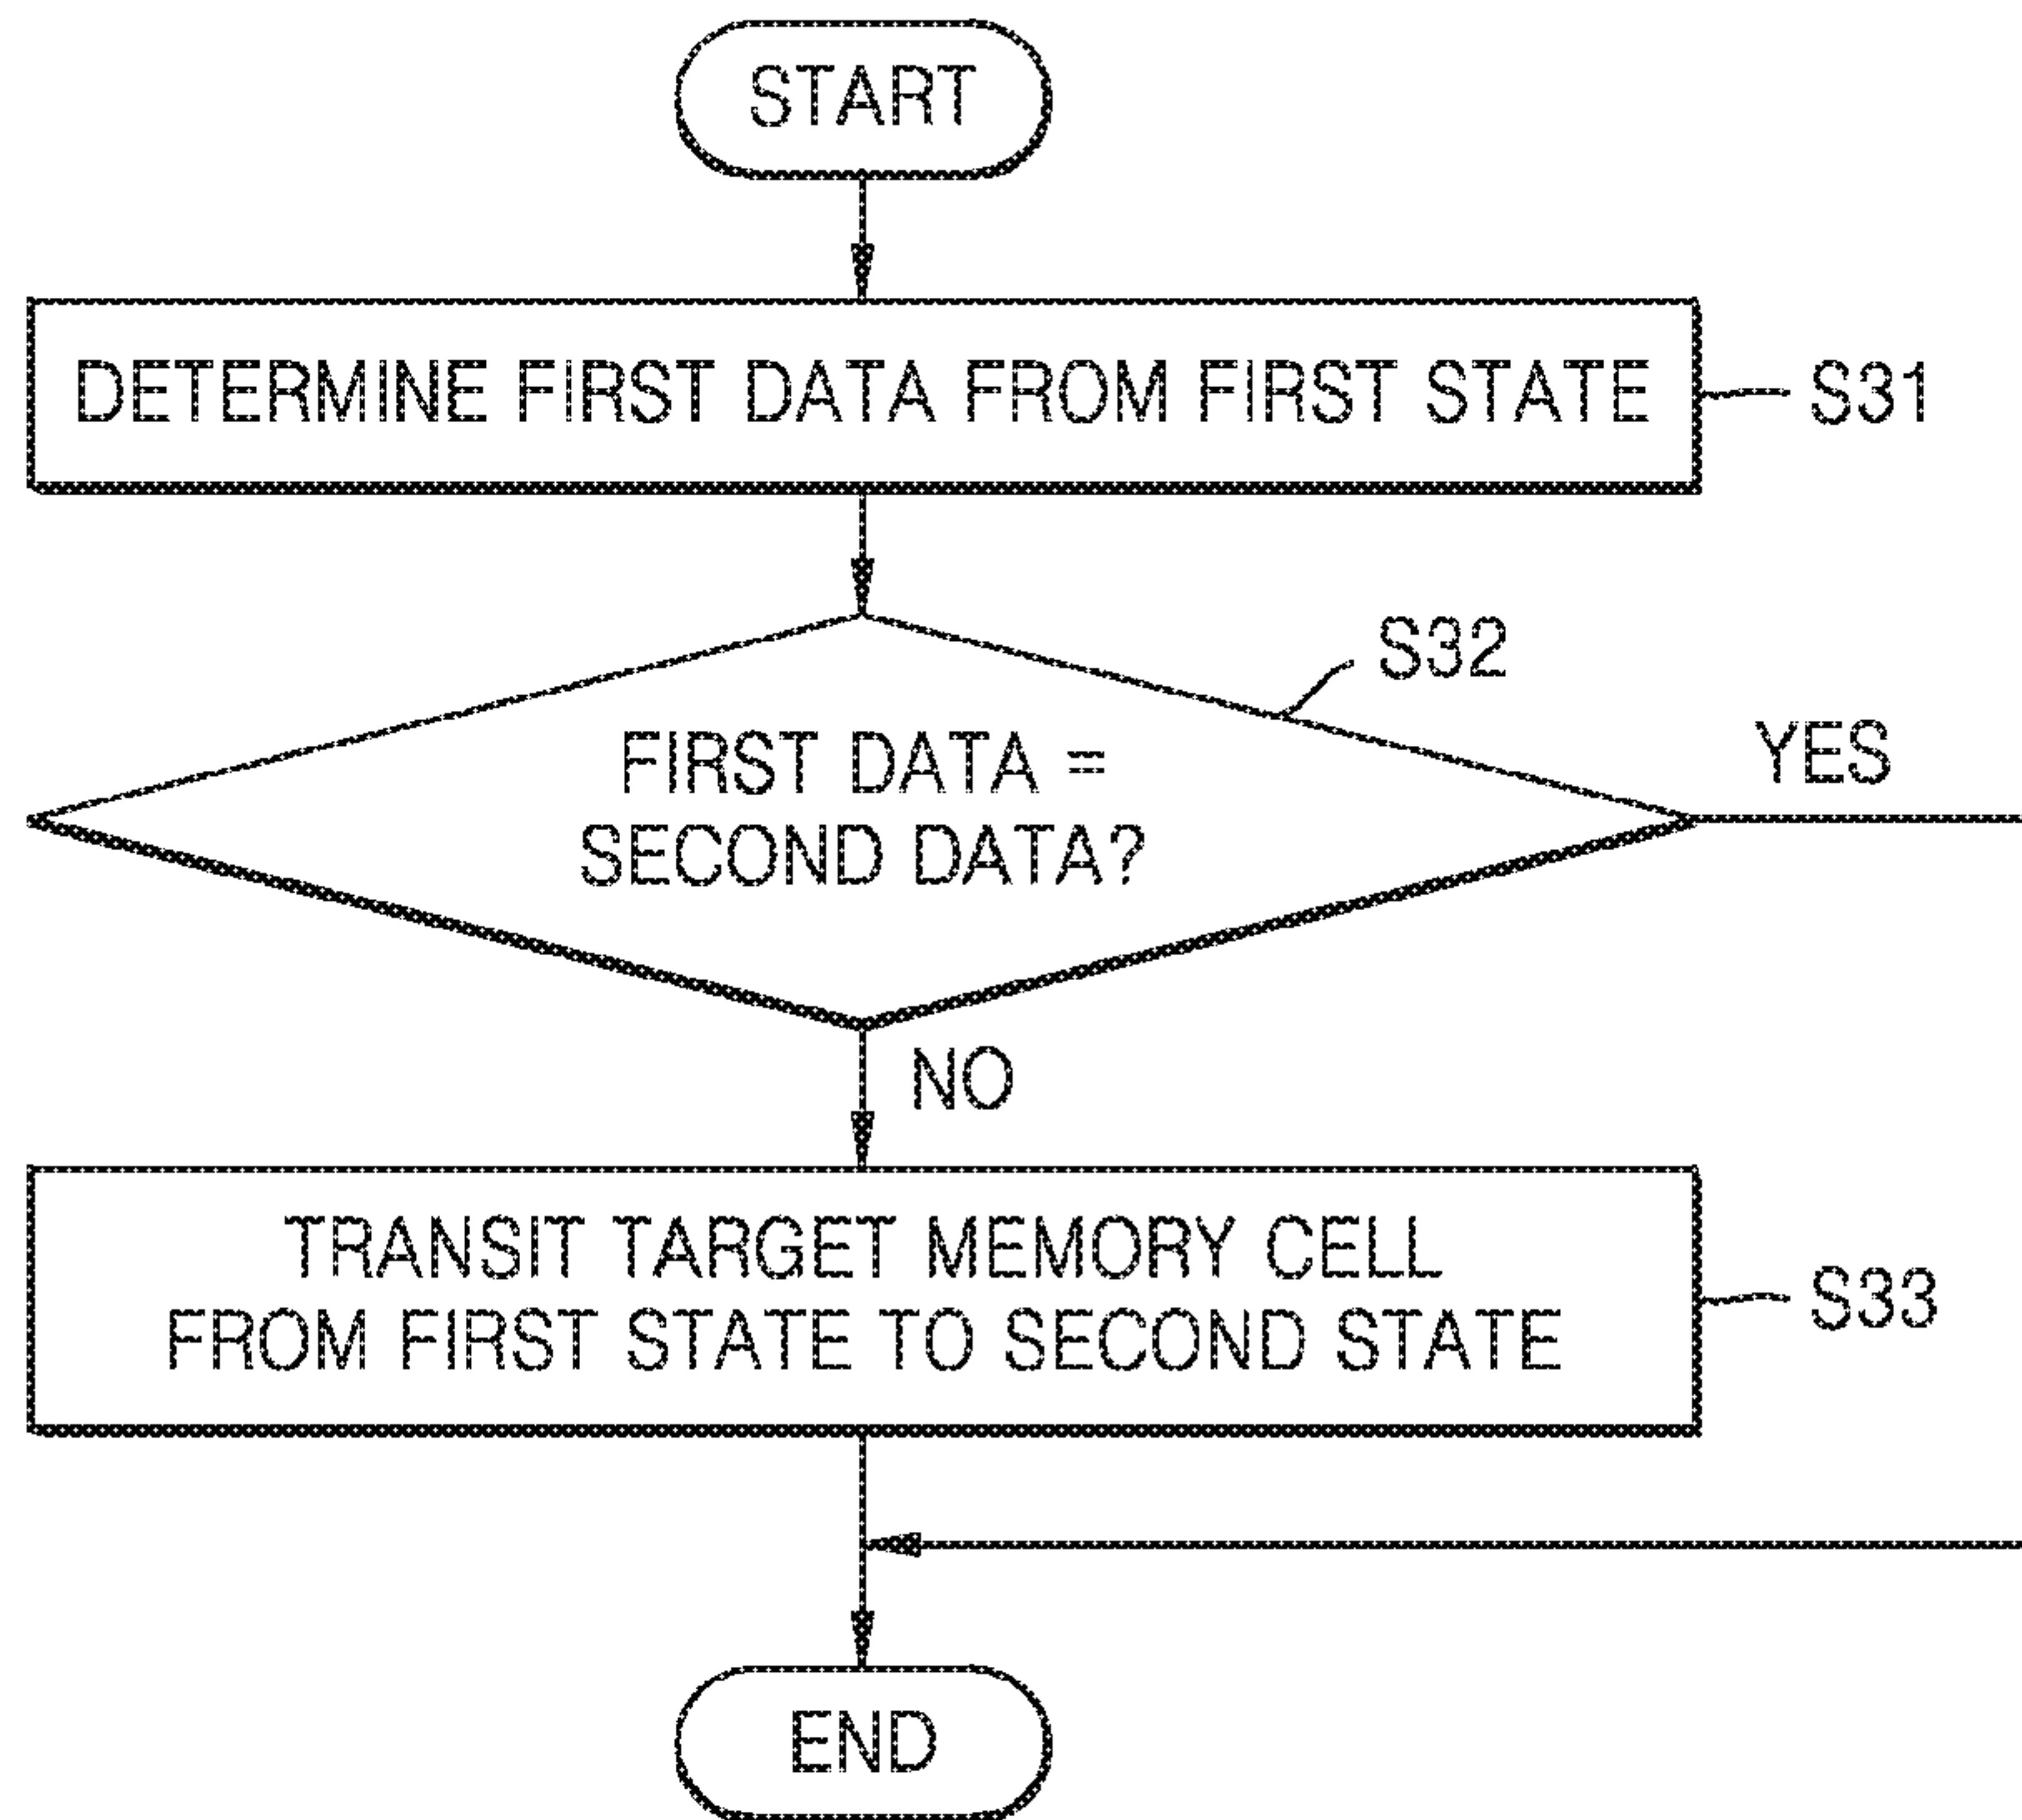 START
DETERMINE FIRST DATA FROM FIRST STATE
S31
S32
FIRST DATA =
SECOND DATA?
YES
NO
TRANSIT TARGET MEMORY CELL
FROM FIRST STATE TO SECOND STATE
S33
END